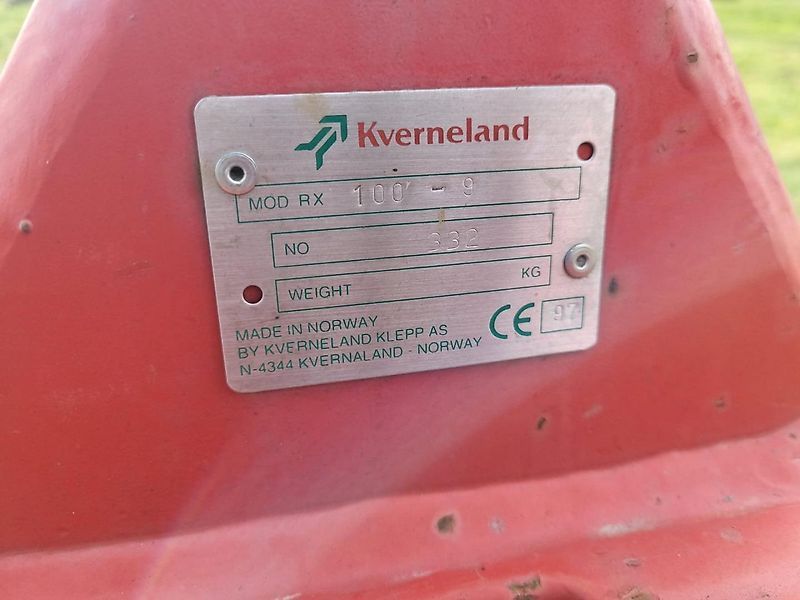 Kverneland
MOD RX 100 - 9
NO 332
WEIGHT KG
MADE IN NORWAY
BY KVERNELAND KLEPP AS
N-4344 KVERNALAND - NORWAY
CE 97